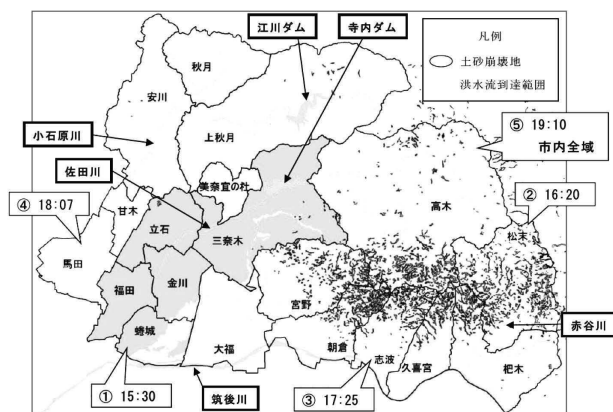 江川ダム
寺内ダム
凡例
土砂崩壊地
洪水流到達範囲
秋月
安川
小石原川
上秋月
⑤ 19:10
市内全域
佐田川
美奈宜の杜
④ 18:07
甘木
高木
② 16:20
松末
立石
三奈木
馬田
福田
金川
宮野
赤谷川
蜷城
大福
朝倉
志波
久喜宮
杷木
① 15:30
筑後川
③ 17:25